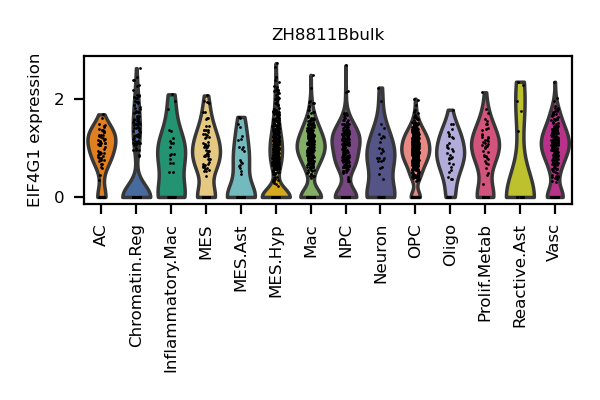 ZH8811Bbulk
EIF4G1 expression
2
0
AC
Chromatin.Reg
Inflammatory.Mac
MES
MES.Ast
MES.Hyp
Mac
NPC
Neuron
OPC
Oligo
Prolif.Metab
Reactive.Ast
Vasc